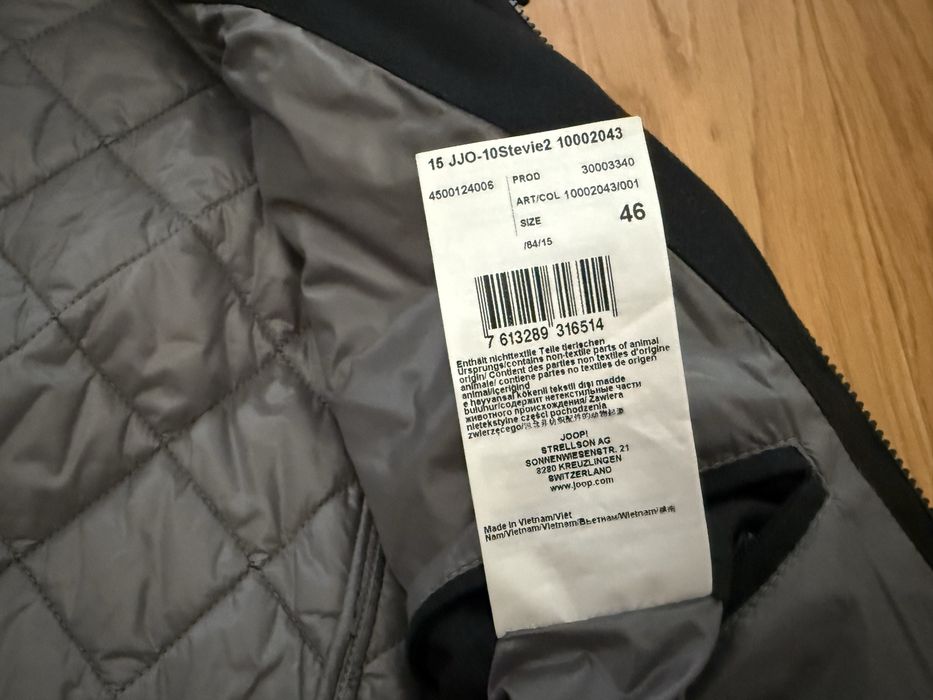 15 JJO-10Stevie2 10002043
4500124006 PROD 30003340
ART/COL 10002043/001
SIZE 46
/84/15
7 613289 316514
Enthält nichttextile Teile tierischen
Ursprungs/contains non-textile parts of animal
origin/ Contient des parties non textiles d'origine
animale/ contiene partes no textiles de origen
animal/içeriğind
e hayvansal kökenli tekstil dışı madde
bulunur/содержит нетекстильные части
животного происхождения/ Zawiera
nietekstylne części pochodzenia
zwierzęcego/
JOOP!
STRELLSON AG
SONNENWIESENSTR. 21
8280 KREUZLINGEN
SWITZERLAND
www.joop.com
Made in Vietnam/Viêt
Nam/Vietnam/Vietnam/Вьетнам/Wietnam/越南